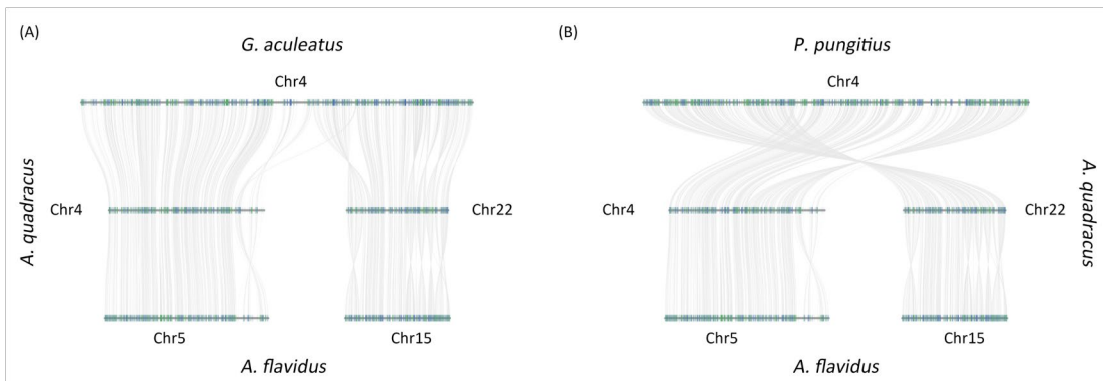 (A)
G. aculeatus
Chr4
A. quadracus
Chr4
Chr22
Chr5
Chr15
A. flavidus
(B)
P. pungitius
Chr4
Chr4
Chr22
A. quadracus
Chr5
Chr15
A. flavidus